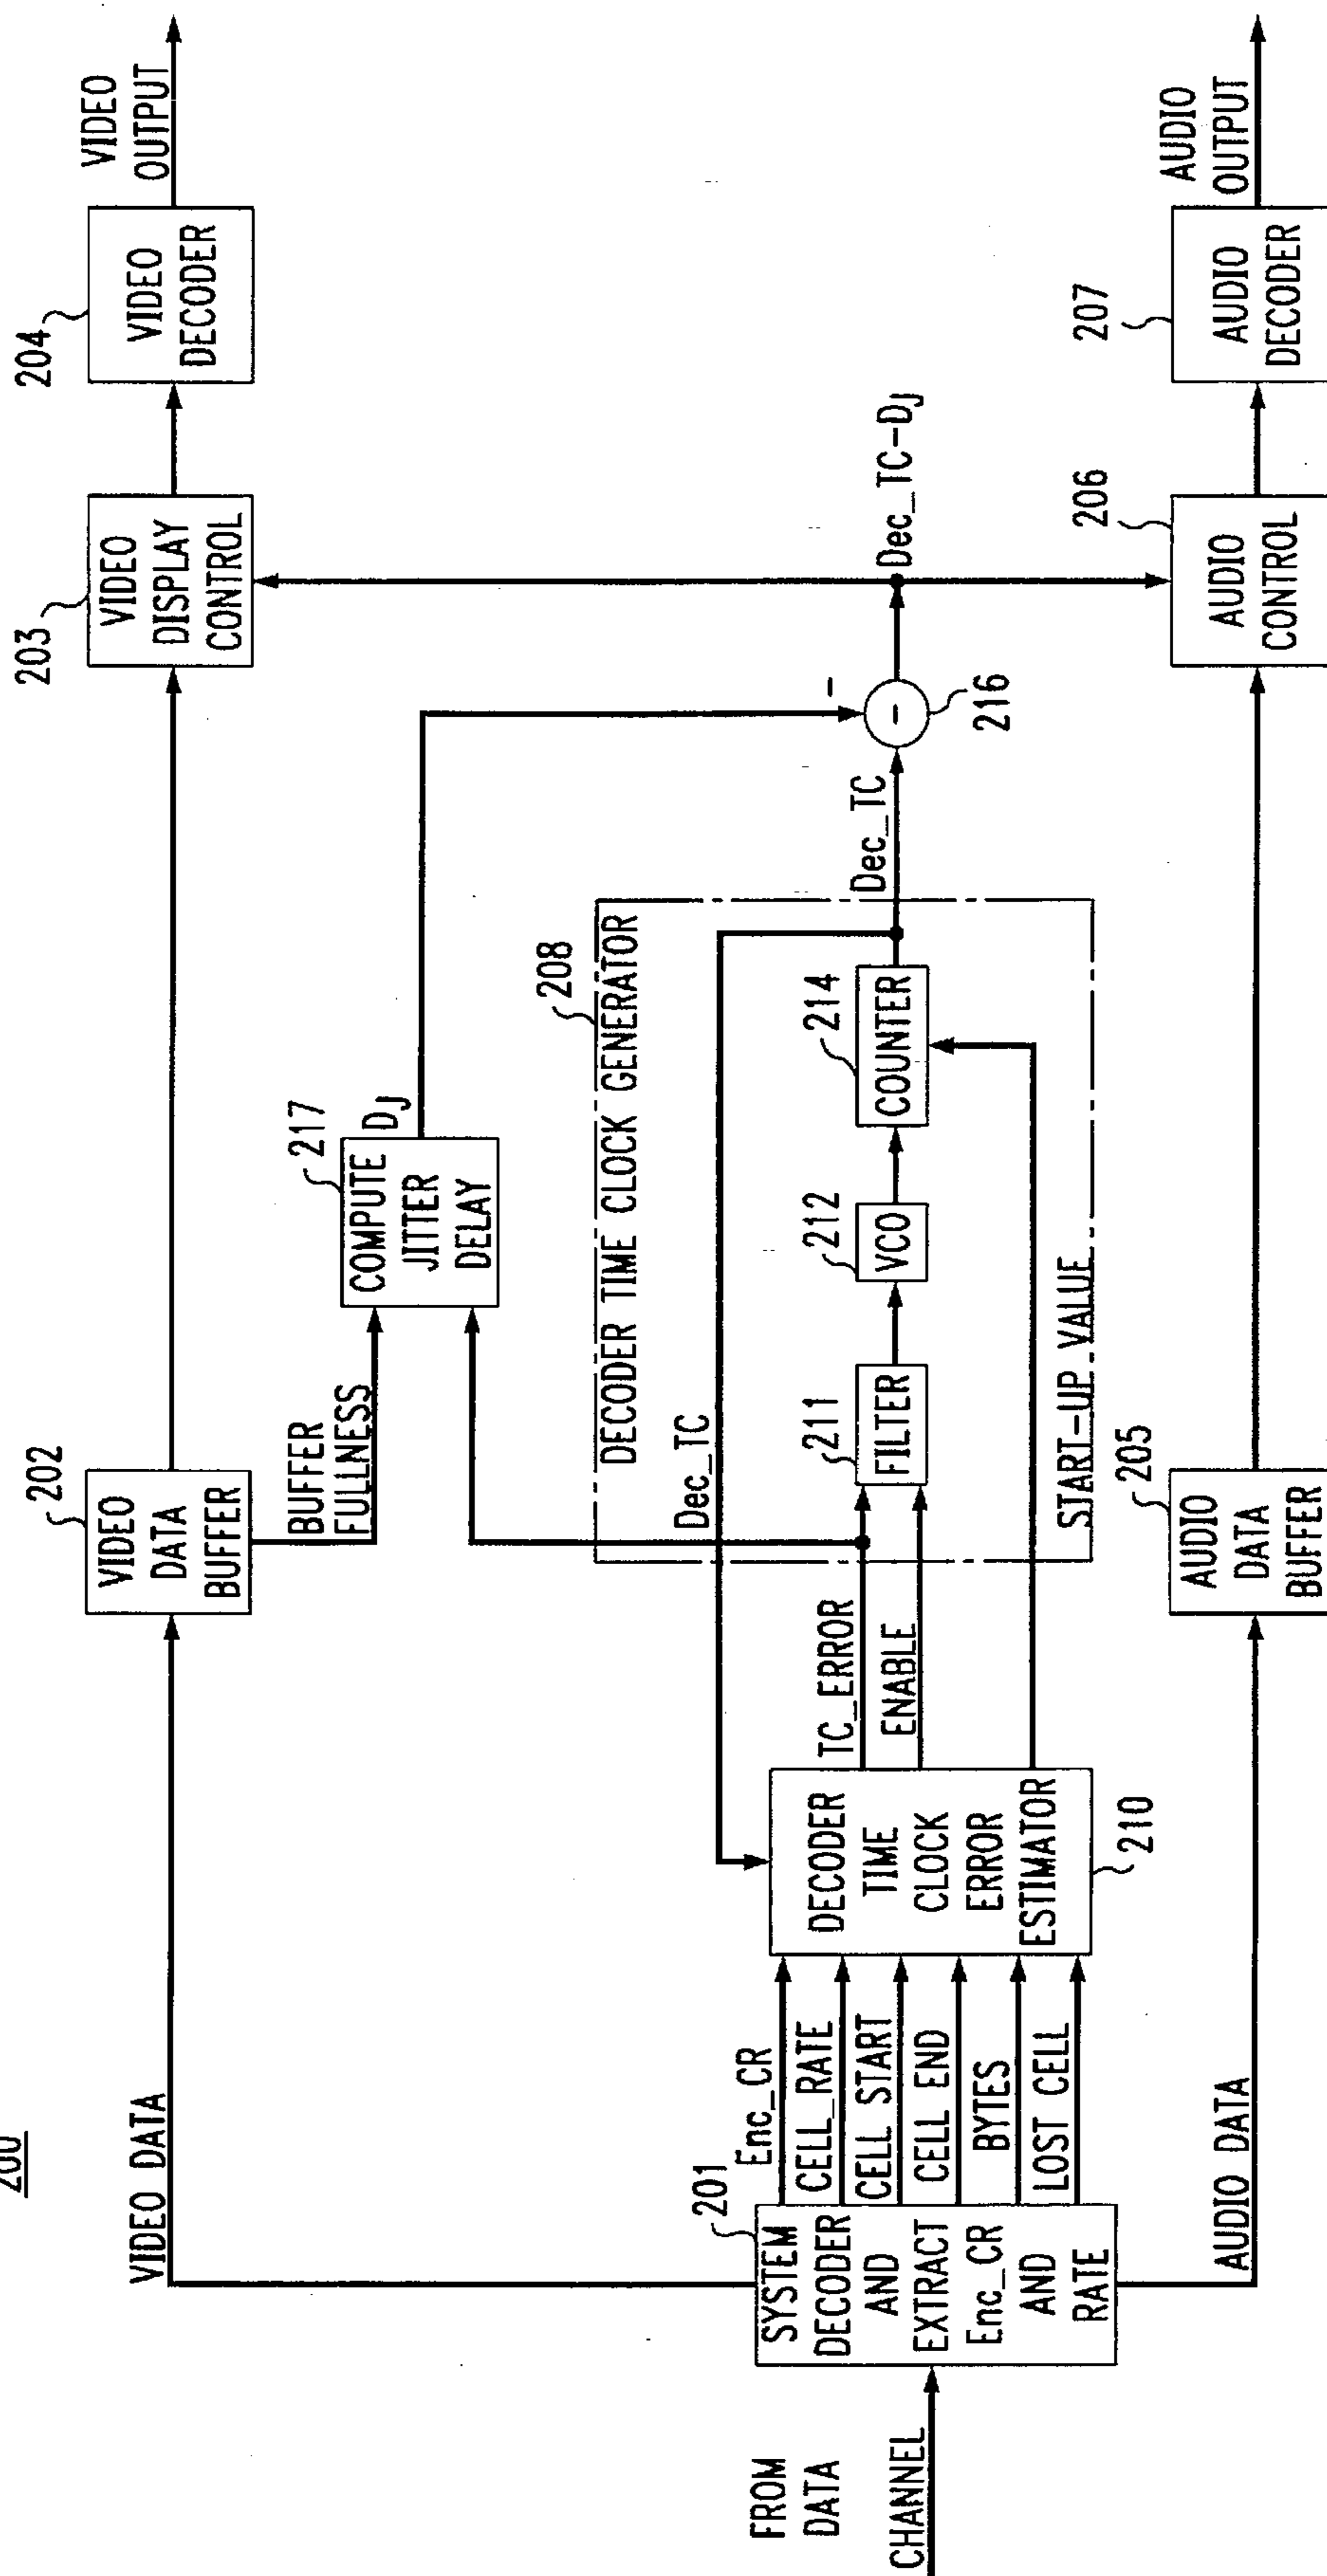 200
FROM
DATA
CHANNEL
201
SYSTEM
DECODER
AND
EXTRACT
Enc_CR
AND
RATE
VIDEO DATA
AUDIO DATA
Enc_CR
CELL_RATE
CELL START
CELL END
BYTES
LOST CELL
DECODER
TIME
CLOCK
ERROR
ESTIMATOR
210
TC_ERROR
ENABLE
Dec_TC
202
VIDEO
DATA
BUFFER
BUFFER
FULLNESS
217
COMPUTE
JITTER
DELAY
DJ
208
DECODER TIME CLOCK GENERATOR
211
FILTER
212
VCO
214
COUNTER
START-UP VALUE
Dec_TC
-
-
216
Dec_TC-DJ
203
VIDEO
DISPLAY
CONTROL
204
VIDEO
DECODER
VIDEO
OUTPUT
205
AUDIO
DATA
BUFFER
206
AUDIO
CONTROL
207
AUDIO
DECODER
AUDIO
OUTPUT